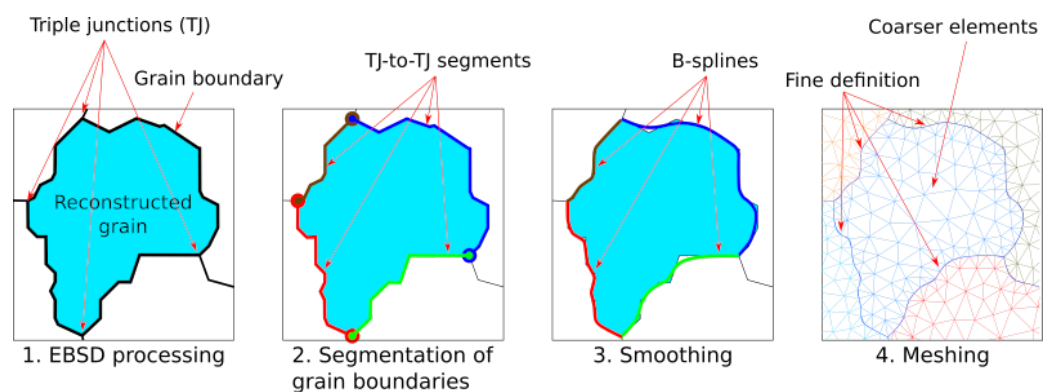 Triple junctions (TJ)
Grain boundary
Reconstructed
grain
1. EBSD processing
TJ-to-TJ segments
2. Segmentation of
grain boundaries
B-splines
3. Smoothing
Coarser elements
Fine definition
4. Meshing